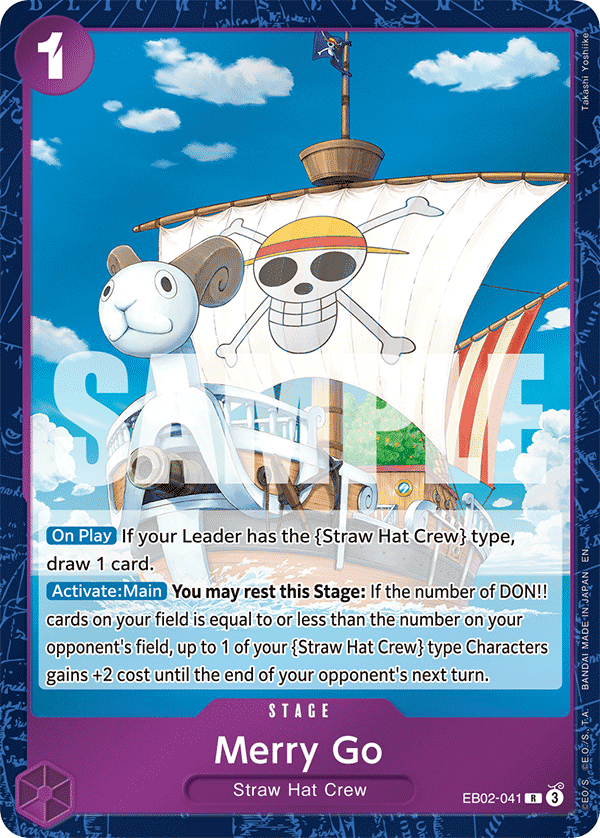 1
Takashi Yoshiike
SAMPLE
On Play If your Leader has the {Straw Hat Crew} type,
draw 1 card.
Activate:Main You may rest this Stage: If the number of DON!!
cards on your field is equal to or less than the number on your
opponent's field, up to 1 of your {Straw Hat Crew} type Characters
gains +2 cost until the end of your opponent's next turn.
©E.O./S. ©E.O./S.,T.A. BANDAI MADE IN JAPAN EN
STAGE
Merry Go
Straw Hat Crew
EB02-041 R 3